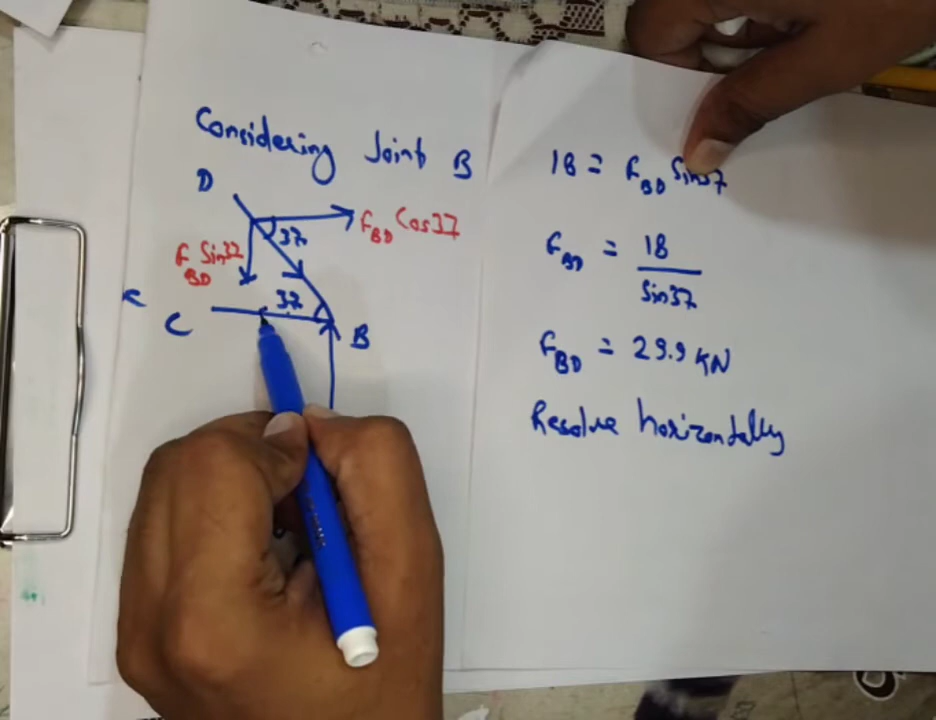 Considering Joint B
D
F_BD Cos37
37
F_BD Sin37
37
C
B
18 = F_BD Sin37
F_BD = 18 / Sin37
F_BD = 29.9 KN
Resolve horizontally